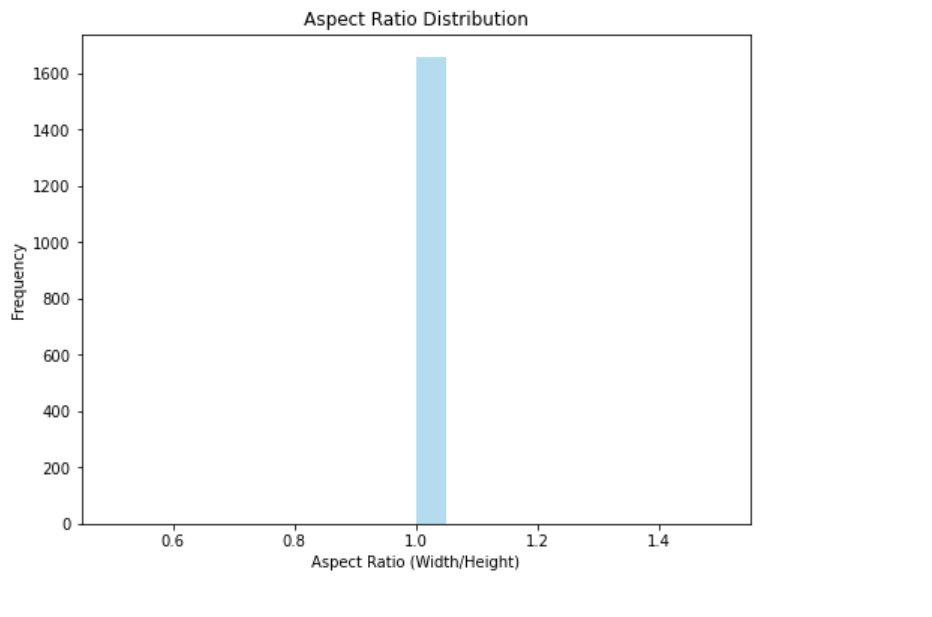 Aspect Ratio Distribution
1600
1400
1200
1000
800
600
400
200
0
Frequency
0.6 0.8 1.0 1.2 1.4
Aspect Ratio (Width/Height)